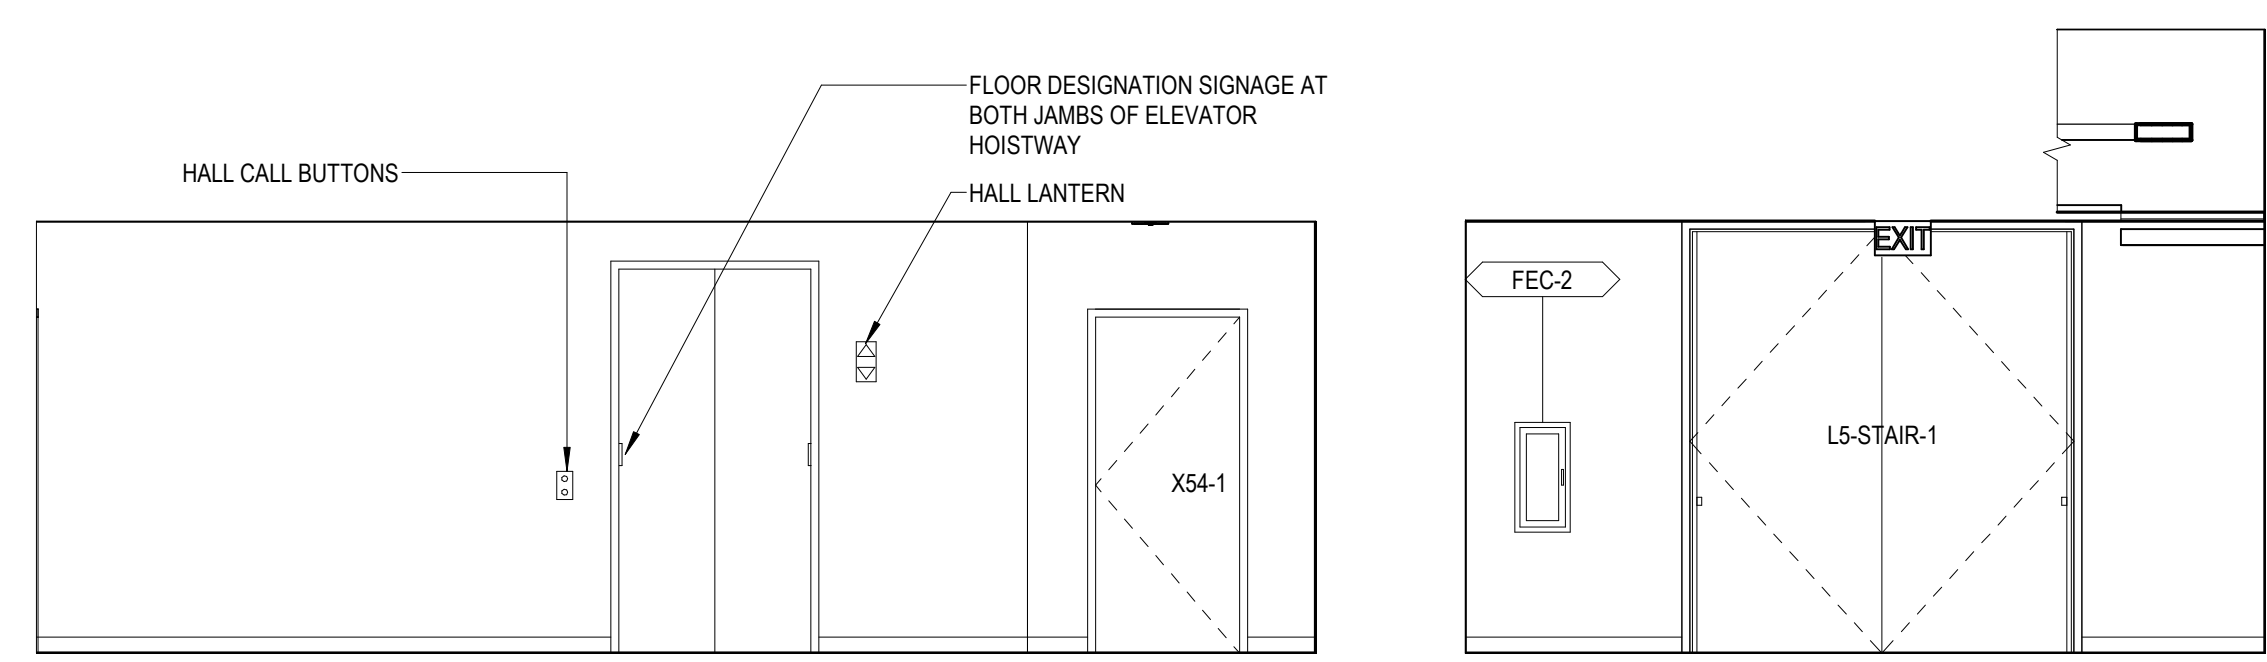 FLOOR DESIGNATION SIGNAGE AT
BOTH JAMBS OF ELEVATOR
HOISTWAY
HALL CALL BUTTONS
HALL LANTERN
X54-1
EXIT
FEC-2
L5-STAIR-1